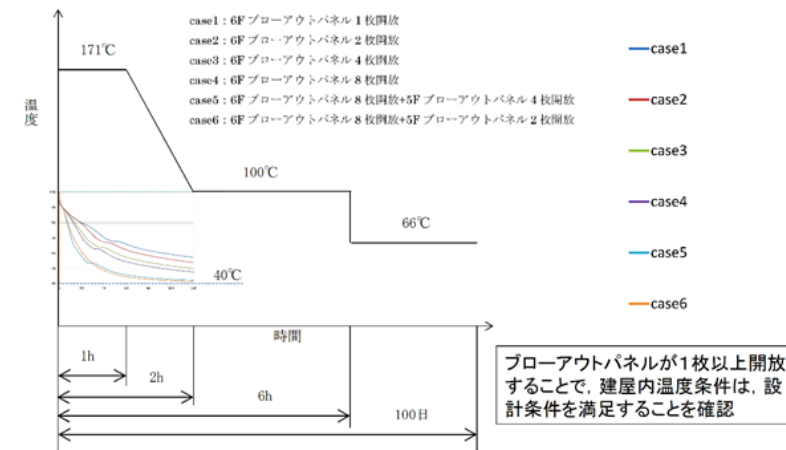 case1：6F ブローアウトパネル 1 枚開放
case2：6F ブローアウトパネル 2 枚開放
case3：6F ブローアウトパネル 4 枚開放
case4：6F ブローアウトパネル 8 枚開放
case5：6F ブローアウトパネル 8 枚開放+5F ブローアウトパネル 4 枚開放
case6：6F ブローアウトパネル 8 枚開放+5F ブローアウトパネル 2 枚開放
171℃
温度
100℃
66℃
40℃
時間
1h
2h
6h
100日
case1
case2
case3
case4
case5
case6
ブローアウトパネルが1枚以上開放
することで，建屋内温度条件は，設
計条件を満足することを確認